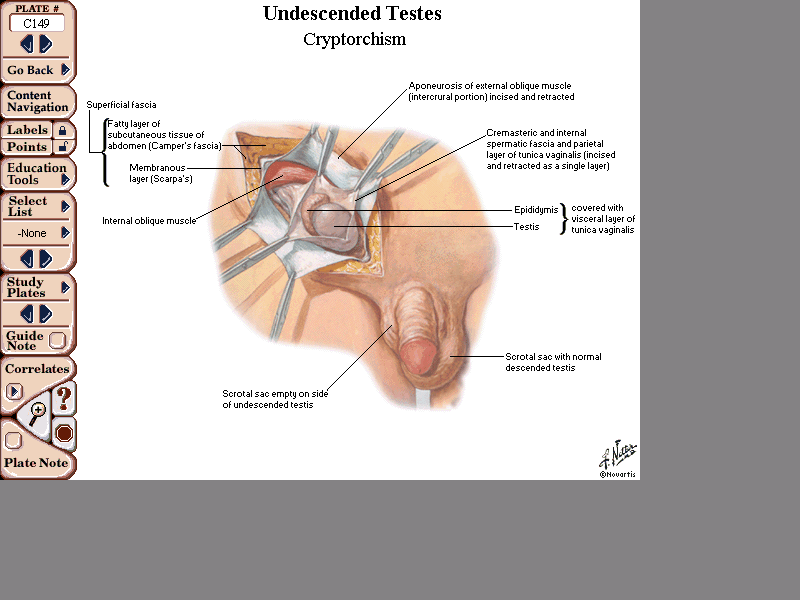 Undescended Testes
Cryptorchism
PLATE #
C149
Go Back
Content
Navigation
Labels
Points
Education
Tools
Select
List
-None
Study
Plates
Guide
Note
Correlates
?
Plate Note
Superficial fascia
Fatty layer of
subcutaneous tissue of
abdomen (Camper's fascia)
Membranous
layer (Scarpa's)
Internal oblique muscle
Aponeurosis of external oblique muscle
(intercrural portion) incised and retracted
Cremasteric and internal
spermatic fascia and parietal
layer of tunica vaginalis (incised
and retracted as a single layer)
Epididymis
Testis
covered with
visceral layer of
tunica vaginalis
Scrotal sac with normal
descended testis
Scrotal sac empty on side
of undescended testis
F. Netter
©Novartis